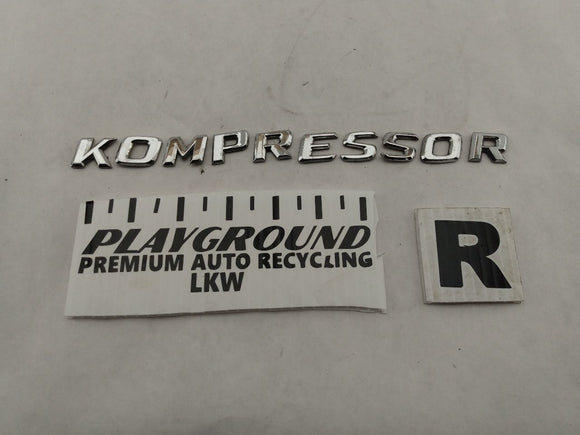 KOMPRESSOR
PLAYGROUND
PREMIUM AUTO RECYCLING
LKW
R